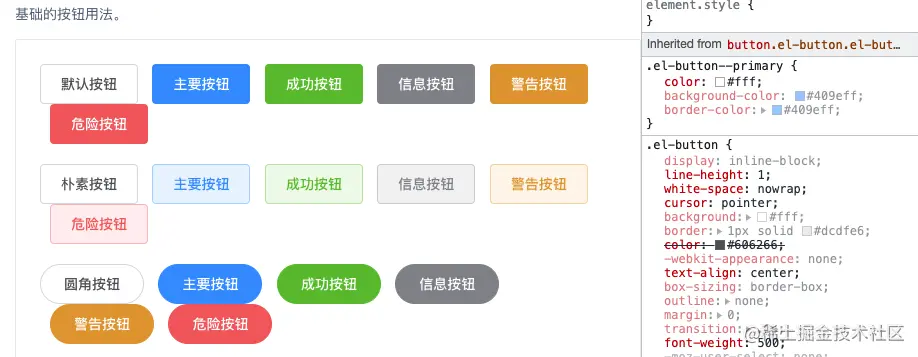 基础的按钮用法。
默认按钮 主要按钮 成功按钮 信息按钮 警告按钮
危险按钮
朴素按钮 主要按钮 成功按钮 信息按钮 警告按钮
危险按钮
圆角按钮 主要按钮 成功按钮 信息按钮
警告按钮 危险按钮
element.style {
}
Inherited from button.el-button.el-but…
.el-button--primary {
color: #fff;
background-color: #409eff;
border-color: #409eff;
}
.el-button {
display: inline-block;
line-height: 1;
white-space: nowrap;
cursor: pointer;
background: #fff;
border: 1px solid #dcdfe6;
color: #606266;
-webkit-appearance: none;
text-align: center;
box-sizing: border-box;
outline: none;
margin: 0;
transition:
font-weight: 500;
-moz-user-select: none;
@稀土掘金技术社区